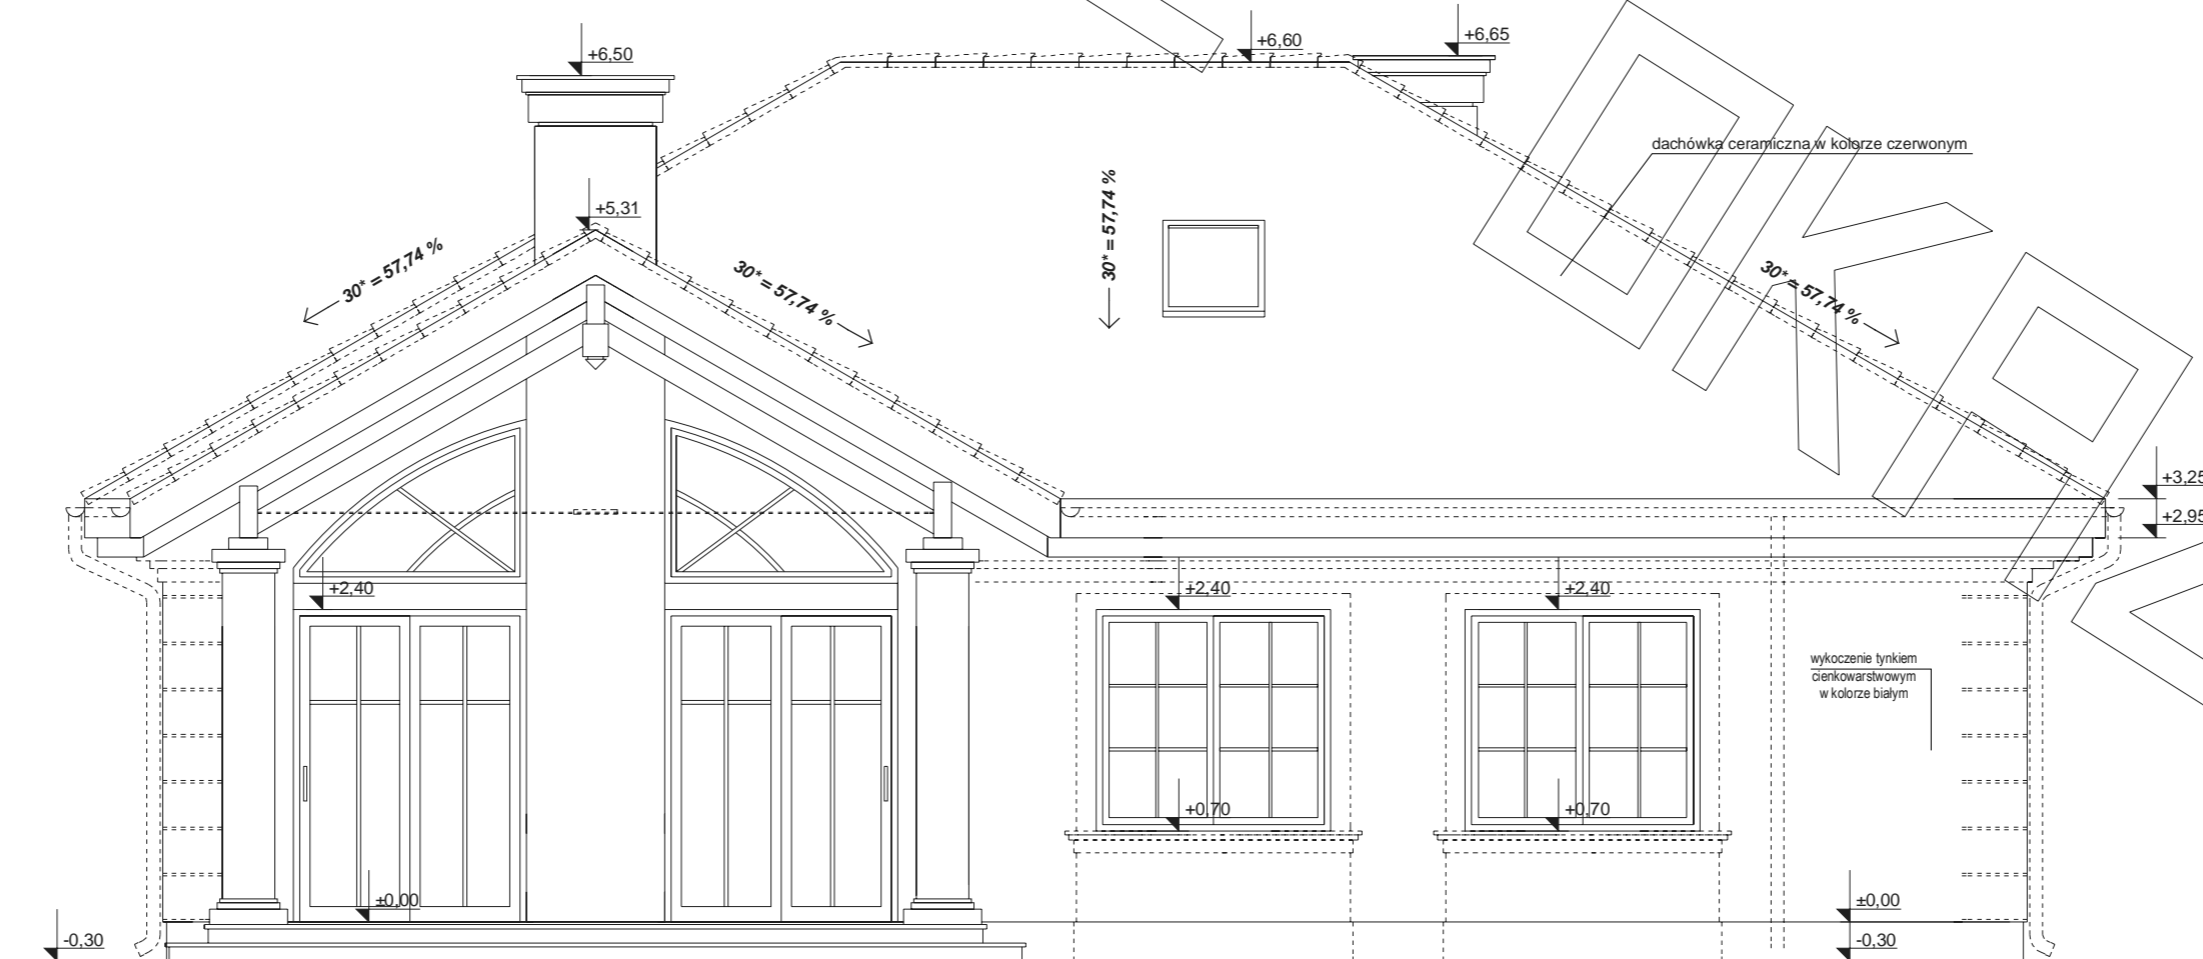 +6,50
+6,60
+6,65
dachówka ceramiczna w kolorze czerwonym
+5,31
30* = 57,74 %
30* = 57,74 %
30* = 57,74 %
30* = 57,74 %
+3,25
+2,95
+2,40
+2,40
+2,40
wykoczenie tynkiem
cienkowarstwowym
w kolorze białym
+0,70
+0,70
±0,00
±0,00
-0,30
-0,30